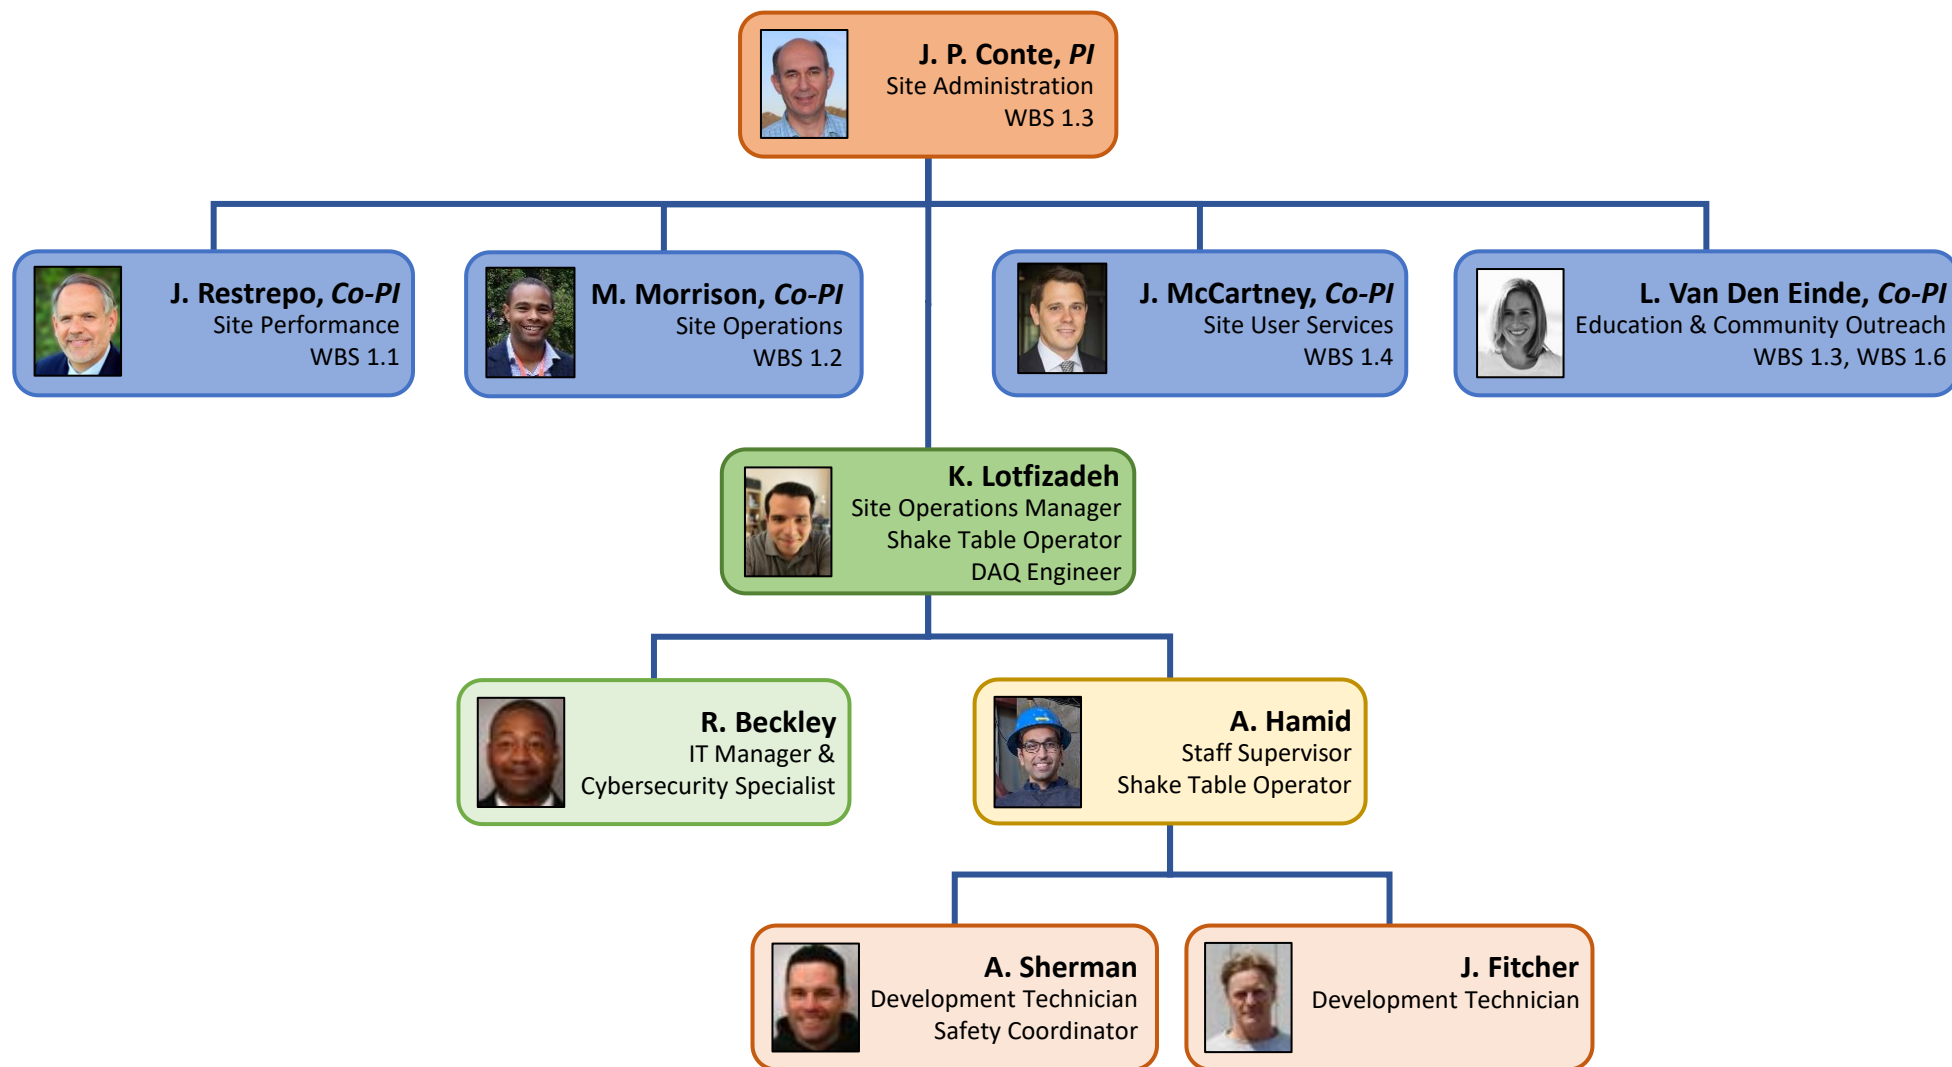 J. P. Conte, PI
Site Administration
WBS 1.3
J. Restrepo, Co-PI
Site Performance
WBS 1.1
M. Morrison, Co-PI
Site Operations
WBS 1.2
J. McCartney, Co-PI
Site User Services
WBS 1.4
L. Van Den Einde, Co-PI
Education & Community Outreach
WBS 1.3, WBS 1.6
K. Lotfizadeh
Site Operations Manager
Shake Table Operator
DAQ Engineer
R. Beckley
IT Manager &
Cybersecurity Specialist
A. Hamid
Staff Supervisor
Shake Table Operator
A. Sherman
Development Technician
Safety Coordinator
J. Fitcher
Development Technician